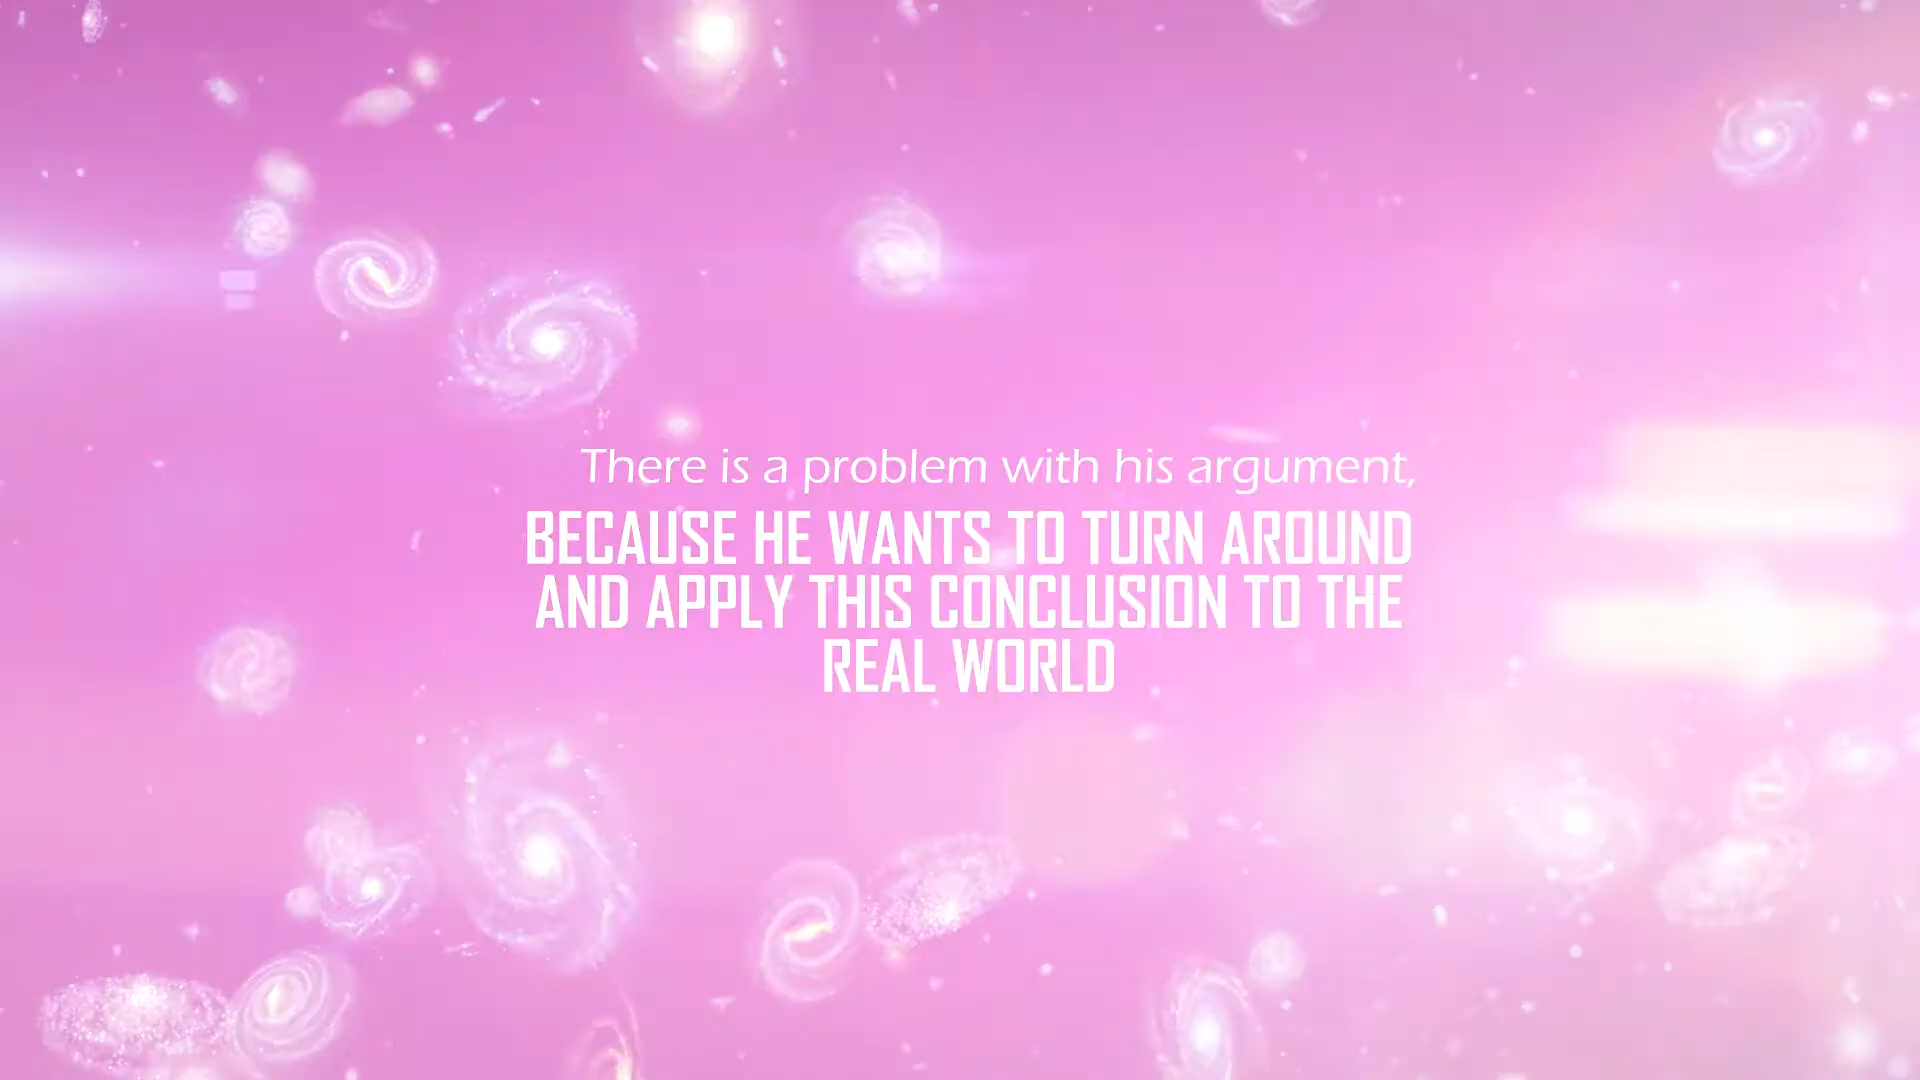 There is a problem with his argument,
BECAUSE HE WANTS TO TURN AROUND
AND APPLY THIS CONCLUSION TO THE
REAL WORLD